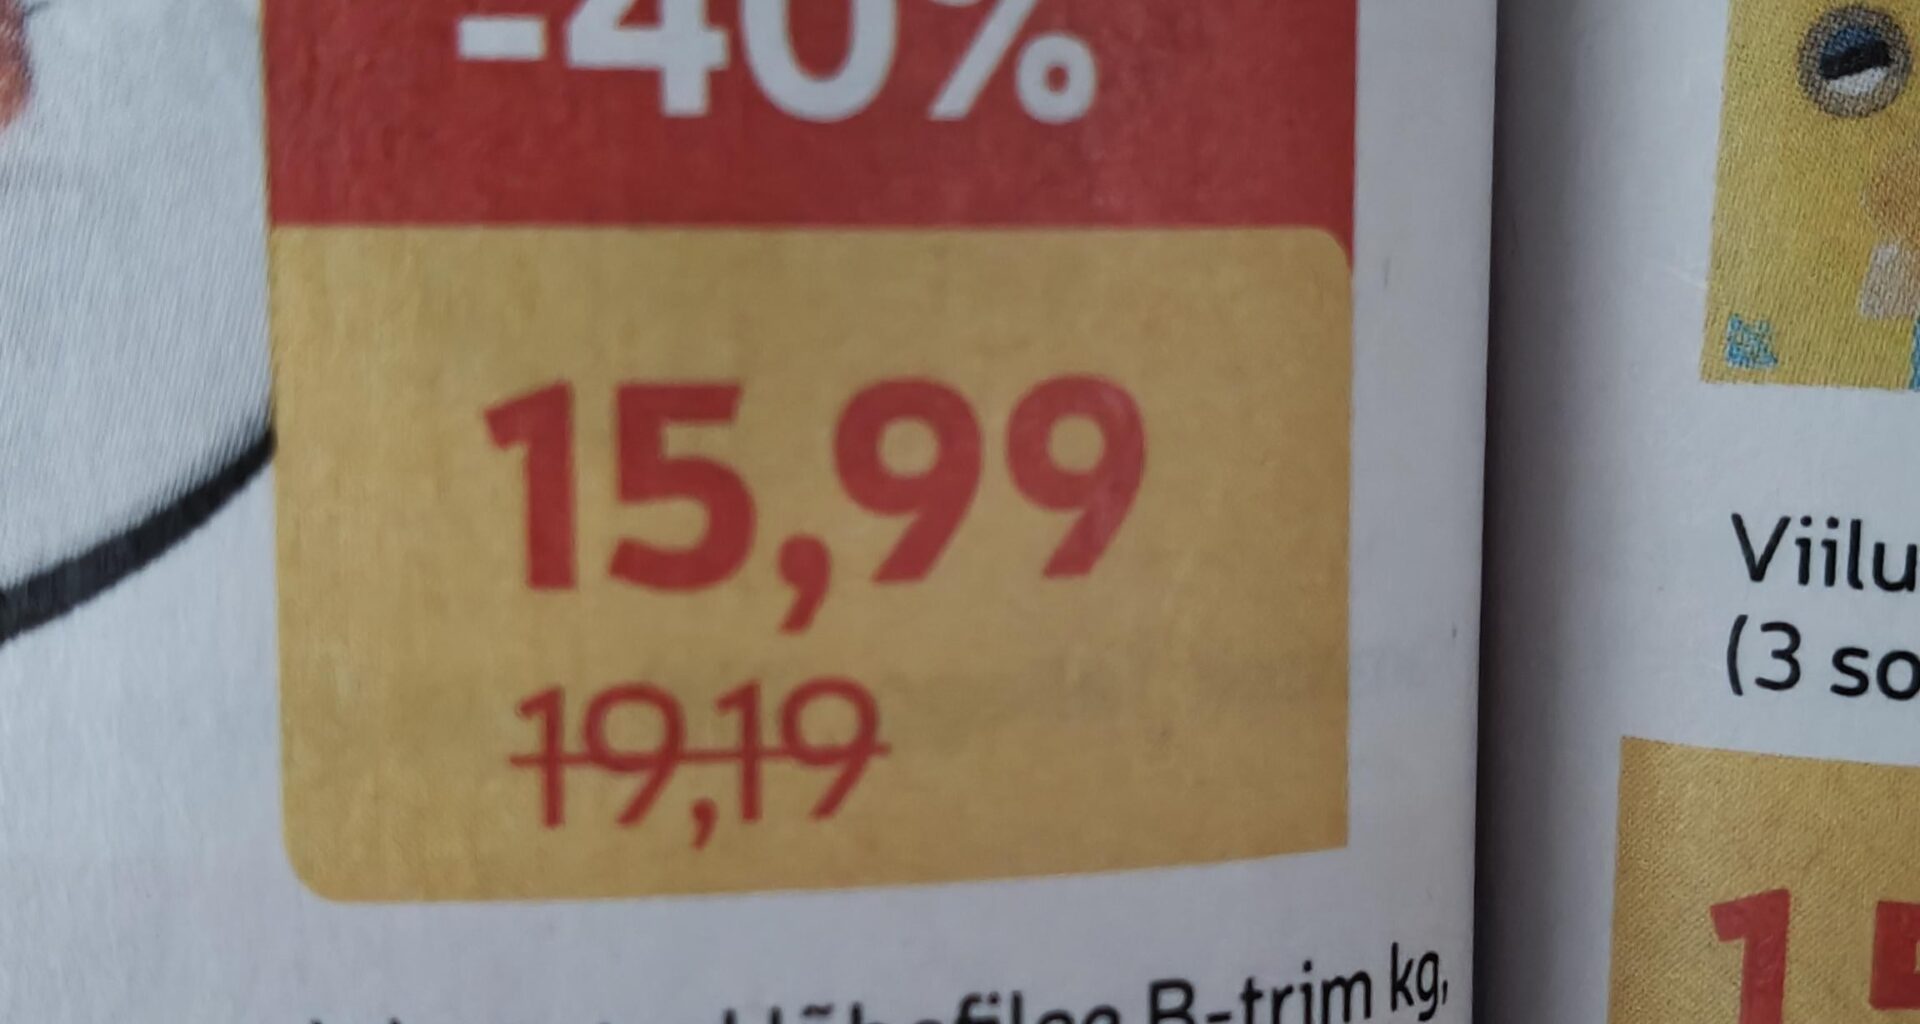 -40%
15,99
19,19
B-trim kg,
Viilu
(3 so